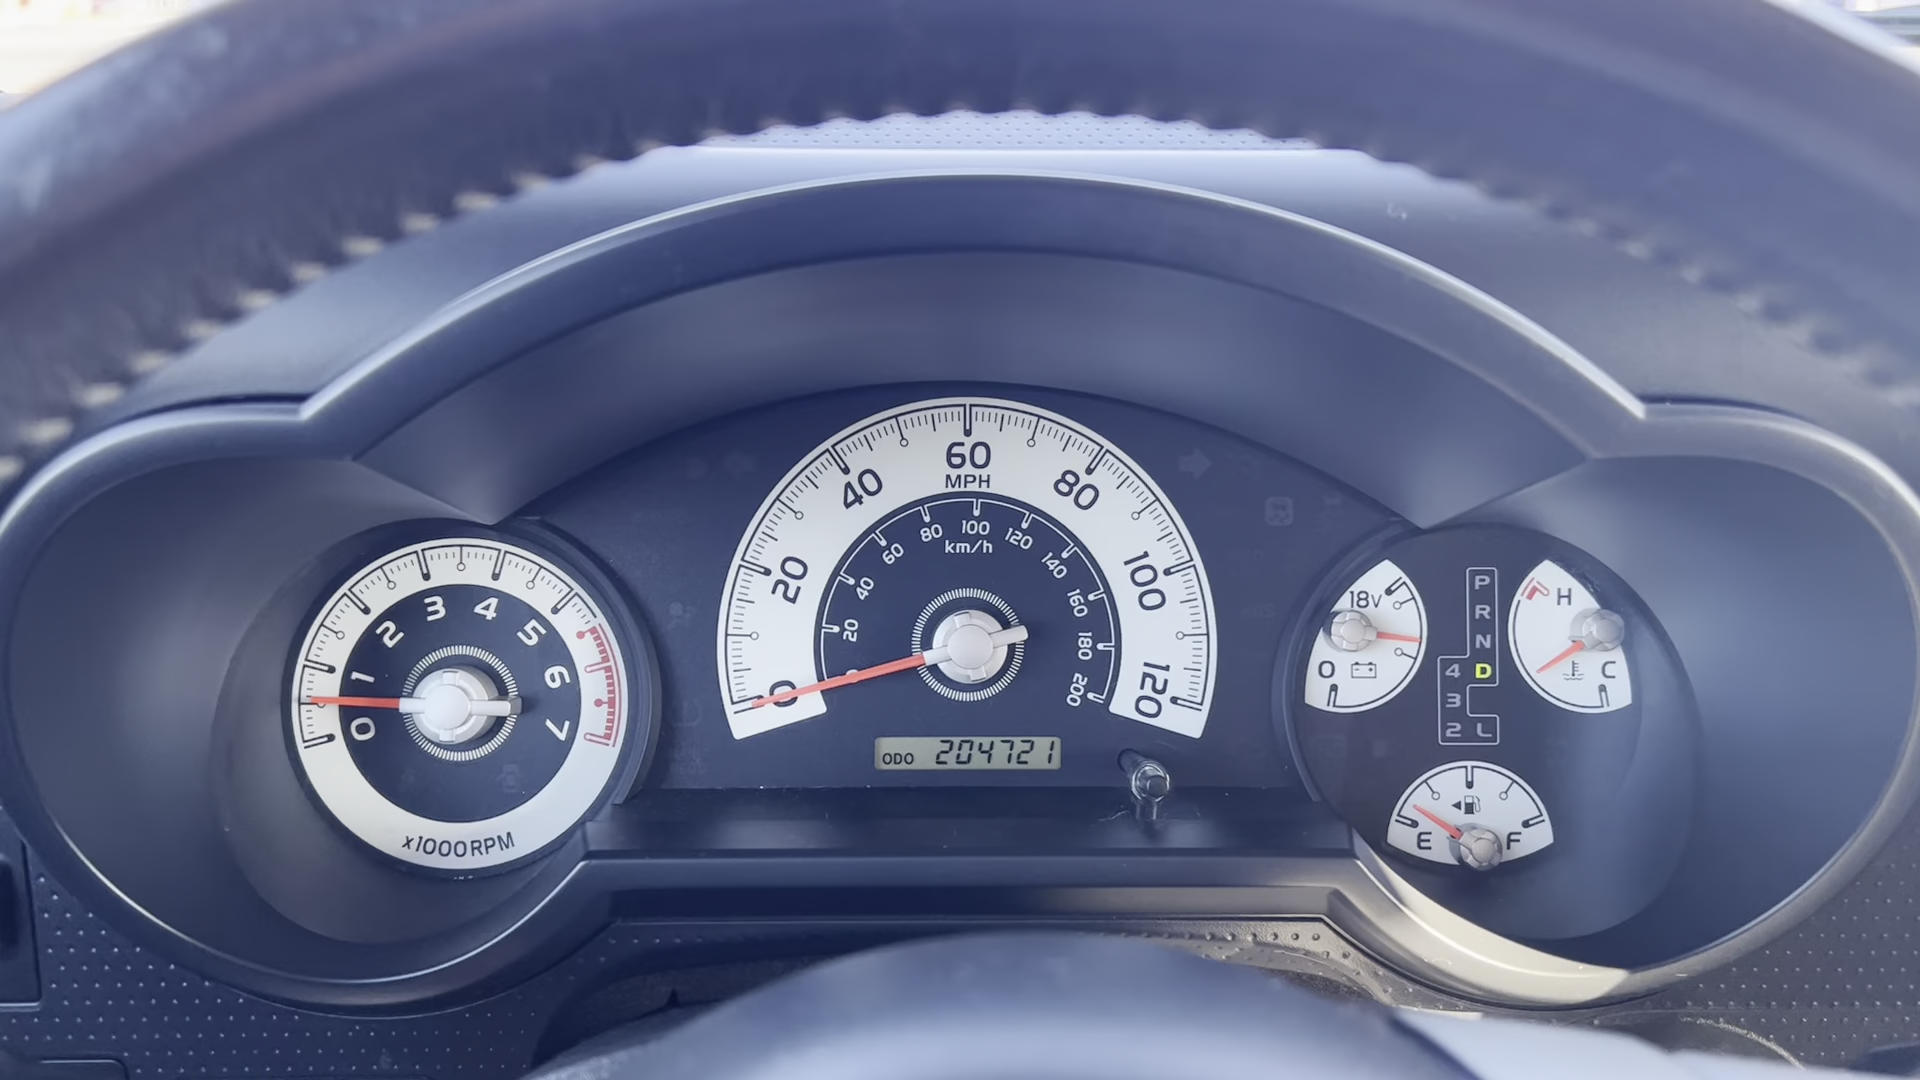 0 1 2 3 4 5 6 7
x1000RPM
0 20 40 60 80 100 120
MPH
20 40 60 80 100 120 140 160 180 200
km/h
ODO 204721
18V
0
P
R
N
4 D
3
2 L
H
C
E F